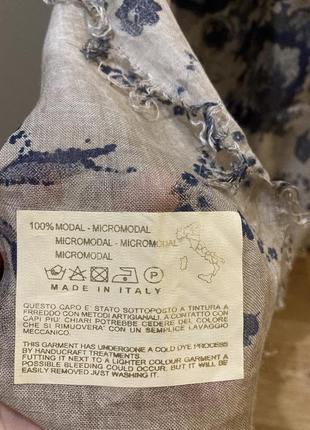 100% MODAL - MICROMODAL
MICROMODAL - MICROMODAL
MICROMODAL
P
MADE IN ITALY
QUESTO CAPO E' STATO SOTTOPOSTO A TINTURA A
FRREDDO CON METODI ARTIGIANALI. A CONTATTO CON
CAPI PIU' CHIARI POTREBBE CEDERE DEL COLORE
CHE SI RIMUOVERA' CON UN SEMPLICE LAVAGGIO
MECCANICO.
THIS GARMENT HAS UNDERGONE A COLD DYE PROCESS
BY HANDCRAFT TREATMENTS.
PUTTING IT NEXT TO A LIGHTER COLOUR GARMENT A
POSSIBLE BLEEDING COULD OCCUR, BUT IT WILL BE
EASILY REMOVED JUST WASHING IT.